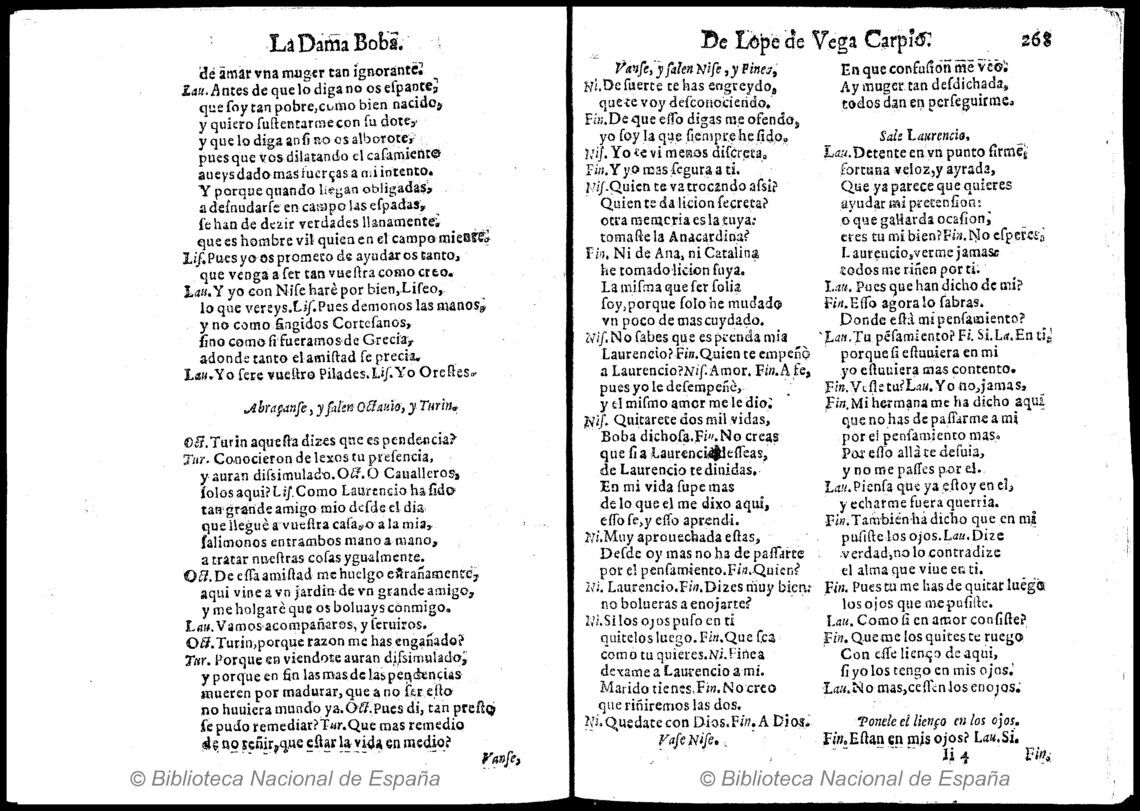 La Dama Boba.
de amar vna muger tan ignorante.
Lau. Antes de que lo diga no os espante,
que soy tan pobre, como bien nacido,
y quiero sustentarme con su dote,
y que lo diga ansi no os alborote,
pues que vos dilatando el casamiento
aueys dado mas fuerças a mi intento.
Y porque quando llegan obligadas,
a desnudarse en campo las espadas,
se han de dezir verdades llanamente,
que es hombre vil quien en el campo miente.
Lis. Pues yo os prometo de ayudar os tanto,
que venga a ser tan vuestra como creo.
Lau. Y yo con Nise harè por bien, Liseo,
lo que vereys. Lis. Pues demonos las manos,
y no como fingidos Cortesanos,
sino como si fueramos de Grecia,
adonde tanto el amistad se precia.
Lau. Yo sere vuestro Pilades. Lis. Yo Orestes.
Abraçanse, y salen Octauio, y Turin.
Oct. Turin aquesta dizes que es pendencia?
Tur. Conocieron de lexos tu presencia,
y auran dissimulado. Oct. O Caualleros,
solos aqui? Lis. Como Laurencio ha sido
tan grande amigo mio desde el dia
que lleguè a vuestra casa, o a la mia,
salimonos entrambos mano a mano,
a tratar nuestras cosas ygualmente.
Oct. De essa amistad me huelgo estrañamente,
aqui vine a vn jardin de vn grande amigo,
y me holgarè que os boluays conmigo.
Lau. Vamos acompañaros, y seruiros.
Oct. Turin, porque razon me has engañado?
Tur. Porque en viendote auran dissimulado,
y porque en fin las mas de las pendencias
mueren por madurar, que a no ser esto
no huuiera mundo ya. Oct. Pues di, tan presto
se pudo remediar? Tur. Que mas remedio
de no reñir, que estar la vida en medio?
Vanse,
De Lope de Vega Carpio. 268
Vanse, y salen Nise, y Finea,
Ni. De suerte te has engreydo,
que te voy desconociendo.
Fin. De que esso digas me ofendo,
yo soy la que siempre he sido.
Nis. Yo te vi menos discreta.
Fin. Y yo mas segura a ti.
Nis. Quien te va trocando assi?
Quien te da licion secreta?
otra memoria es la tuya:
tomaste la Anacardina?
Fin. Ni de Ana, ni Catalina
he tomado licion suya.
La misma que ser solia
soy, porque solo he mudado
vn poco de mas cuydado.
Nis. No sabes que es prenda mia
Laurencio? Fin. Quien te empeñò
a Laurencio? Nis. Amor. Fin. A fe,
pues yo le desempeñè,
y el mismo amor me le dio.
Nis. Quitarete dos mil vidas,
Boba dichosa. Fin. No creas
que si a Laurencio desseas,
de Laurencio te diuidas.
En mi vida supe mas
de lo que el me dixo aqui,
esso se, y esso aprendi.
Ni. Muy aprouechada estas,
Desde oy mas no ha de passarte
por el pensamiento. Fin. Quien?
Ni. Laurencio. Fin. Dizes muy bien:
no bolueras a enojarte?
Ni. Si los ojos puso en ti
quitelos luego. Fin. Que sea
como tu quieres. Ni. Finea
dexame a Laurencio a mi.
Marido tienes. Fin. No creo
que riñiremos las dos.
Ni. Quedate con Dios. Fin. A Dios.
Vase Nise.
En que confusion me veo.
Ay muger tan desdichada,
todos dan en perseguirme.
Sale Laurencio.
Lau. Detente en vn punto firme,
fortuna veloz, y ayrada,
Que ya parece que quieres
ayudar mi pretension:
o que gallarda ocasion,
eres tu mi bien? Fin. No esperes,
Laurencio, verme jamas
todos me riñen por ti.
Lau. Pues que han dicho de mi?
Fin. Esso agora lo sabras.
Donde está mi pensamiento?
Lau. Tu pẽsamiento? Fi. Si. La. En ti,
porque si estuuiera en mi
yo estuuiera mas contento.
Fin. Veste tu? Lau. Yo no, jamas,
Fin. Mi hermana me ha dicho aqui
que no has de passarme a mi
por el pensamiento mas.
Por esso allà te desuia,
y no me passes por el.
Lau. Piensa que ya estoy en el,
y echarme fuera querria.
Fin. Tambien ha dicho que en mi
pusiste los ojos. Lau. Dize
verdad, no lo contradize
el alma que viue en ti.
Fin. Pues tu me has de quitar luego
los ojos que me pusiste.
Lau. Como si en amor consiste?
Fin. Que me los quites te ruego
Con esse lienço de aqui,
si yo los tengo en mis ojos.
Lau. No mas, cessen los enojos.
Ponele el lienço en los ojos.
Fin. Estan en mis ojos? Lau. Si.
Ii 4 Fin.
© Biblioteca Nacional de España
© Biblioteca Nacional de España